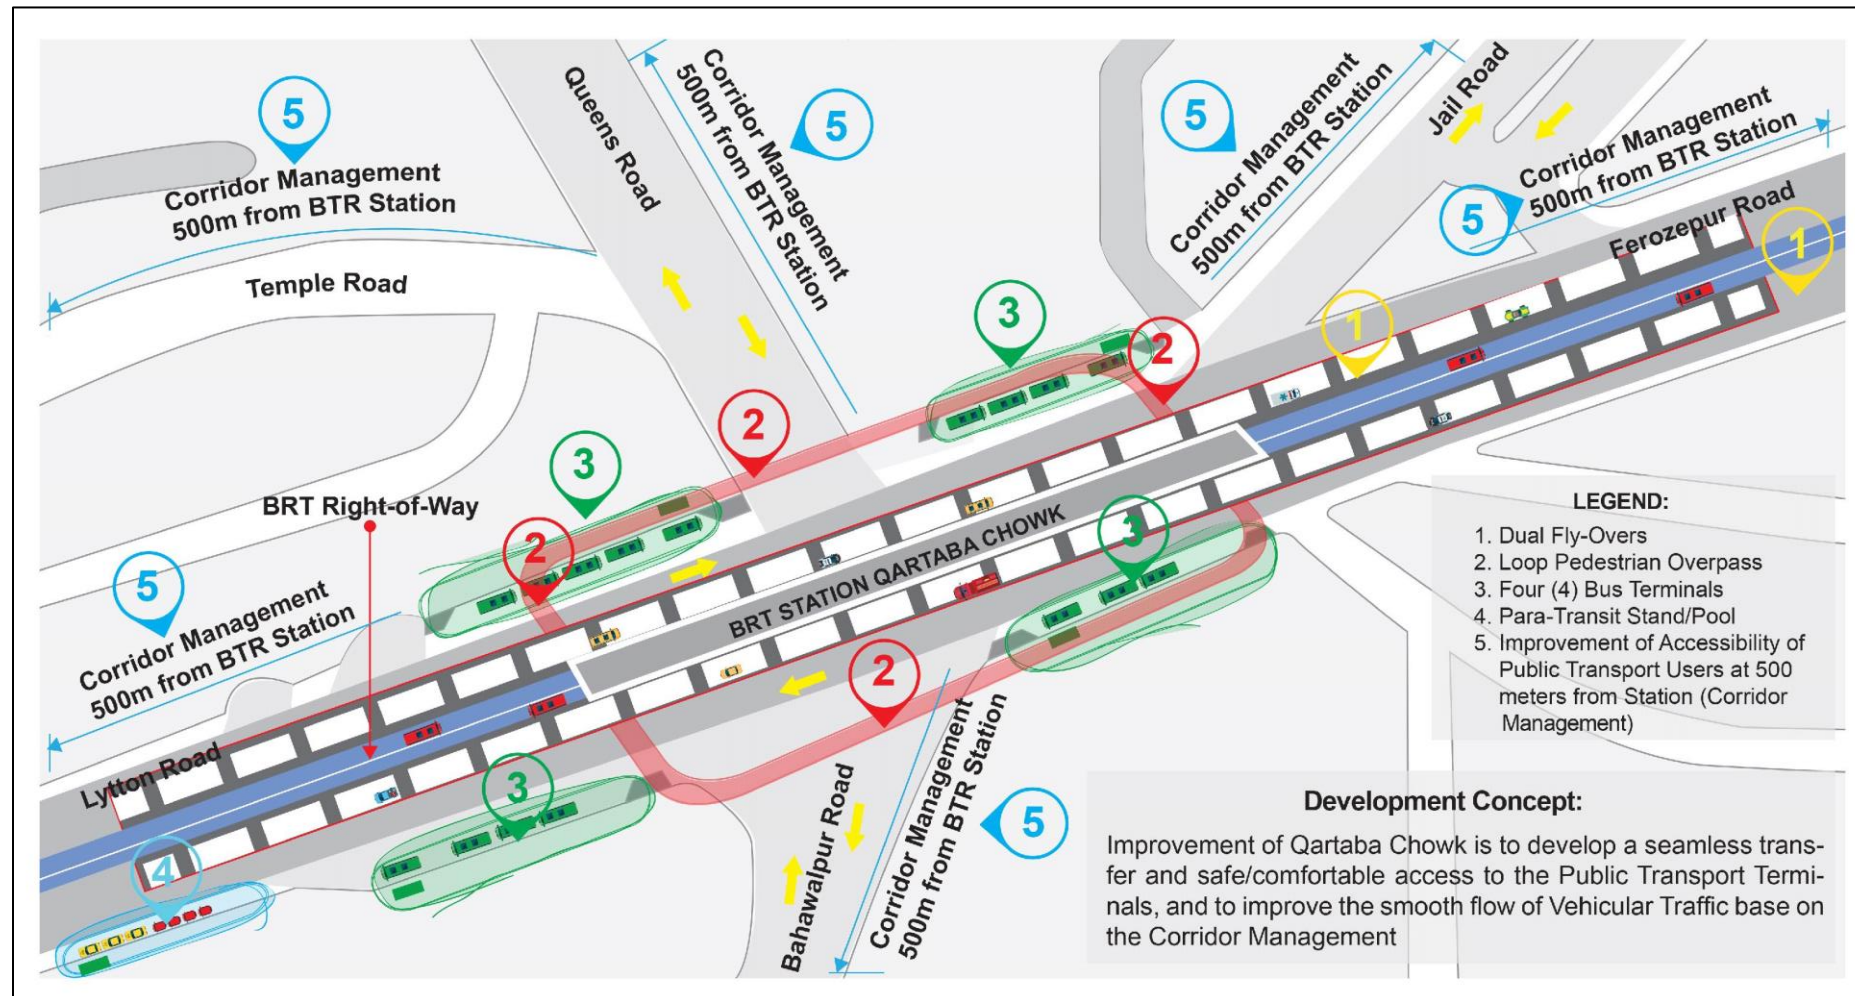 5
Corridor Management
500m from BTR Station
Temple Road
Queens Road
Corridor Management
500m from BTR Station
5
5
Corridor Management
500m from BTR Station
Jail Road
Corridor Management
500m from BTR Station
5
Ferozepur Road
1
1
3
2
2
3
2
BRT Right-of-Way
5
Corridor Management
500m from BTR Station
BRT STATION QARTABA CHOWK
3
2
Lytton Road
3
4
Bahawalpur Road
Corridor Management
500m from BTR Station
5
LEGEND:
1. Dual Fly-Overs
2. Loop Pedestrian Overpass
3. Four (4) Bus Terminals
4. Para-Transit Stand/Pool
5. Improvement of Accessibility of
Public Transport Users at 500
meters from Station (Corridor
Management)
Development Concept:
Improvement of Qartaba Chowk is to develop a seamless trans-
fer and safe/comfortable access to the Public Transport Termi-
nals, and to improve the smooth flow of Vehicular Traffic base on
the Corridor Management